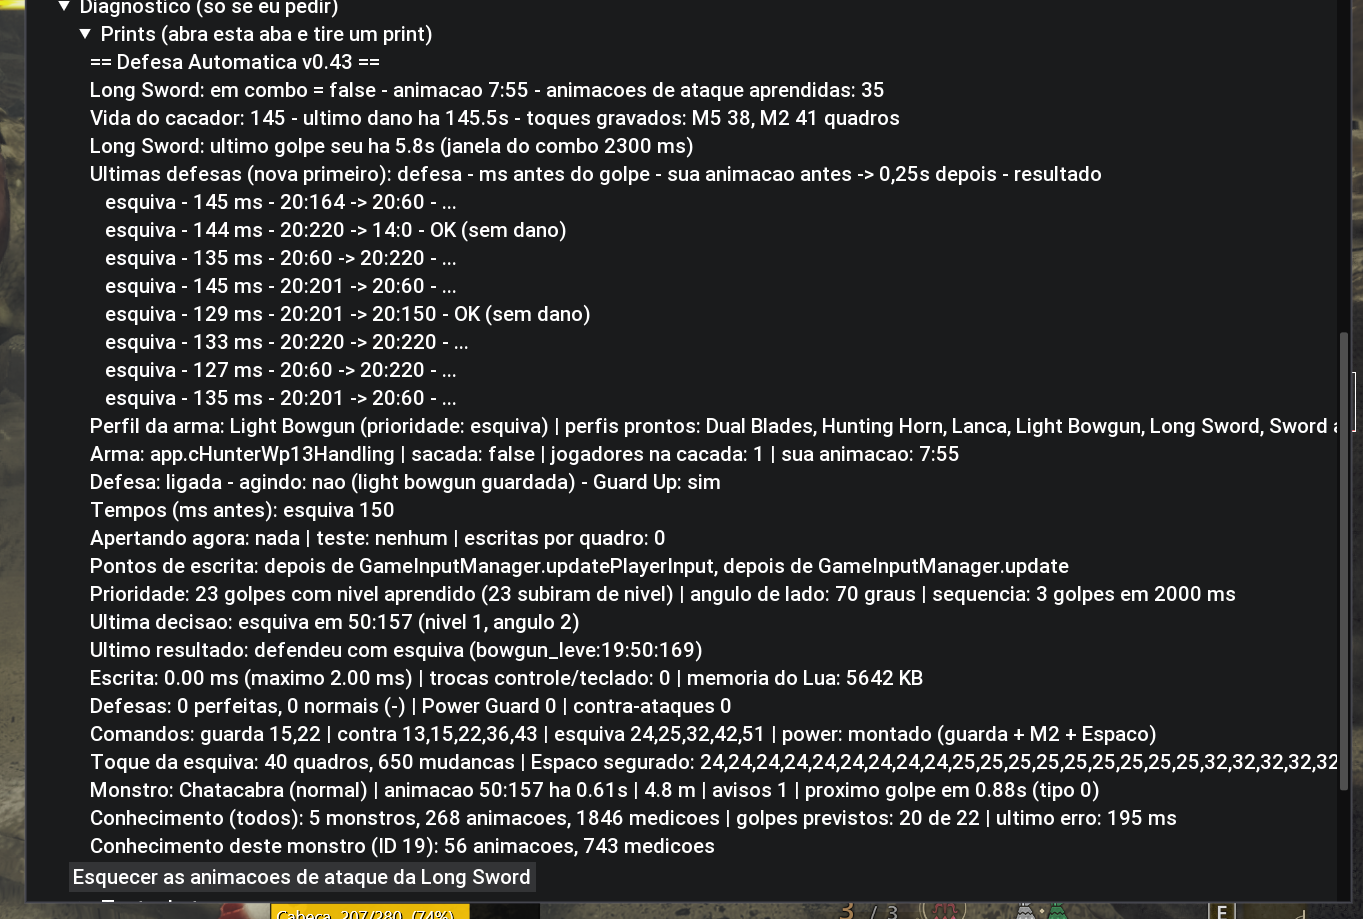 ▼ Diagnostico (so se eu pedir)
▼ Prints (abra esta aba e tire um print)
== Defesa Automatica v0.43 ==
Long Sword: em combo = false - animacao 7:55 - animacoes de ataque aprendidas: 35
Vida do cacador: 145 - ultimo dano ha 145.5s - toques gravados: M5 38, M2 41 quadros
Long Sword: ultimo golpe seu ha 5.8s (janela do combo 2300 ms)
Ultimas defesas (nova primeiro): defesa - ms antes do golpe - sua animacao antes -> 0,25s depois - resultado
esquiva - 145 ms - 20:164 -> 20:60 - ...
esquiva - 144 ms - 20:220 -> 14:0 - OK (sem dano)
esquiva - 135 ms - 20:60 -> 20:220 - ...
esquiva - 145 ms - 20:201 -> 20:60 - ...
esquiva - 129 ms - 20:201 -> 20:150 - OK (sem dano)
esquiva - 133 ms - 20:220 -> 20:220 - ...
esquiva - 127 ms - 20:60 -> 20:220 - ...
esquiva - 135 ms - 20:201 -> 20:60 - ...
Perfil da arma: Light Bowgun (prioridade: esquiva) | perfis prontos: Dual Blades, Hunting Horn, Lanca, Light Bowgun, Long Sword, Sword a
Arma: app.cHunterWp13Handling | sacada: false | jogadores na cacada: 1 | sua animacao: 7:55
Defesa: ligada - agindo: nao (light bowgun guardada) - Guard Up: sim
Tempos (ms antes): esquiva 150
Apertando agora: nada | teste: nenhum | escritas por quadro: 0
Pontos de escrita: depois de GameInputManager.updatePlayerInput, depois de GameInputManager.update
Prioridade: 23 golpes com nivel aprendido (23 subiram de nivel) | angulo de lado: 70 graus | sequencia: 3 golpes em 2000 ms
Ultima decisao: esquiva em 50:157 (nivel 1, angulo 2)
Ultimo resultado: defendeu com esquiva (bowgun_leve:19:50:169)
Escrita: 0.00 ms (maximo 2.00 ms) | trocas controle/teclado: 0 | memoria do Lua: 5642 KB
Defesas: 0 perfeitas, 0 normais (-) | Power Guard 0 | contra-ataques 0
Comandos: guarda 15,22 | contra 13,15,22,36,43 | esquiva 24,25,32,42,51 | power: montado (guarda + M2 + Espaco)
Toque da esquiva: 40 quadros, 650 mudancas | Espaco segurado: 24,24,24,24,24,24,24,24,24,25,25,25,25,25,25,25,25,25,32,32,32,32,32
Monstro: Chatacabra (normal) | animacao 50:157 ha 0.61s | 4.8 m | avisos 1 | proximo golpe em 0.88s (tipo 0)
Conhecimento (todos): 5 monstros, 268 animacoes, 1846 medicoes | golpes previstos: 20 de 22 | ultimo erro: 195 ms
Conhecimento deste monstro (ID 19): 56 animacoes, 743 medicoes
Esquecer as animacoes de ataque da Long Sword
Cabeca 207/280 (74%)
3 / 3
F